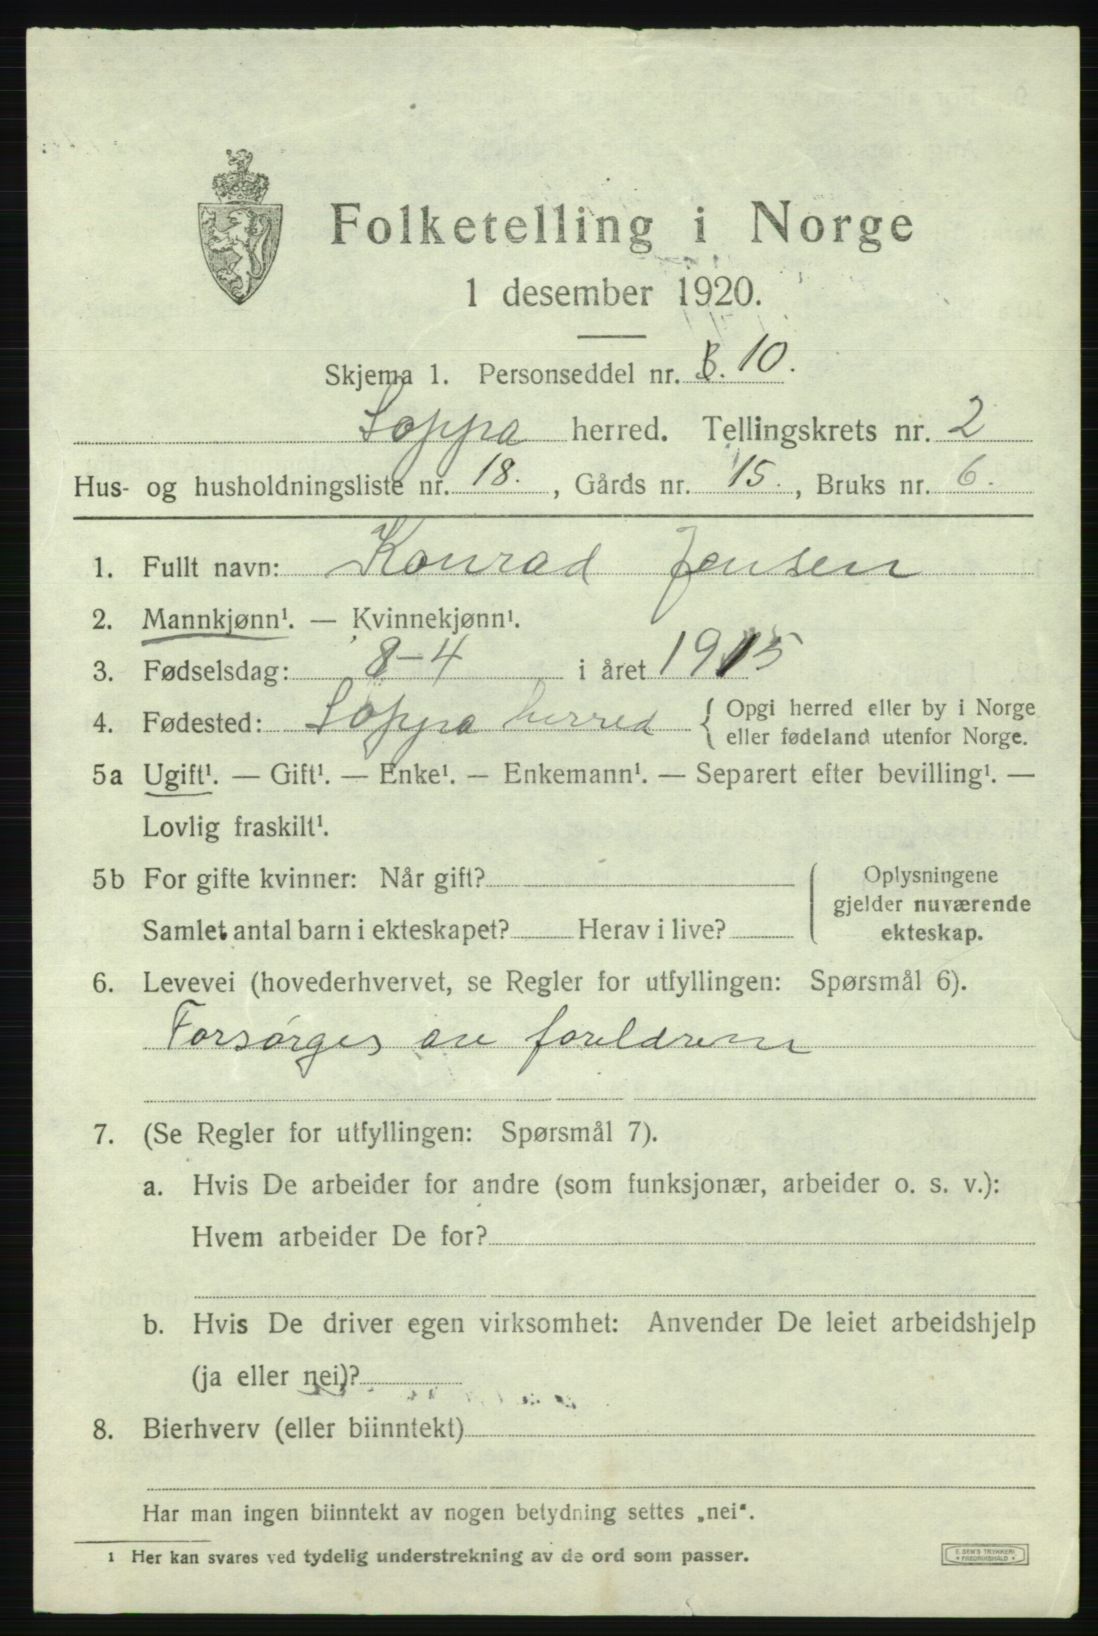 Folketelling i Norge
1 desember 1920.
Skjema 1. Personseddel nr. B. 10.
Loppa herred. Tellingskrets nr. 2
Hus- og husholdningsliste nr. 18. , Gårds nr. 15. , Bruks nr. 6.
1. Fullt navn: Konrad Jensen
2. Mannkjønn¹. — Kvinnekjønn¹.
3. Fødselsdag: 8-4 i året 1915
4. Fødested: Loppa herred { Opgi herred eller by i Norge
eller fødeland utenfor Norge.
5a Ugift¹. — Gift¹. — Enke¹. — Enkemann¹. — Separert efter bevilling¹. —
Lovlig fraskilt¹.
5b For gifte kvinner: Når gift?
Samlet antal barn i ekteskapet? Herav i live?
Oplysningene
gjelder nuværende
ekteskap.
6. Levevei (hovederhvervet, se Regler for utfyllingen: Spørsmål 6).
Forsørges av foreldrene
7. (Se Regler for utfyllingen: Spørsmål 7).
a. Hvis De arbeider for andre (som funksjonær, arbeider o. s. v.):
Hvem arbeider De for?
b. Hvis De driver egen virksomhet: Anvender De leiet arbeidshjelp
(ja eller nei)?
8. Bierhverv (eller biinntekt)
Har man ingen biinntekt av nogen betydning settes „nei“.
1 Her kan svares ved tydelig understrekning av de ord som passer.
E. SEM'S TRYKKERI
• FREDRIKSHALD •